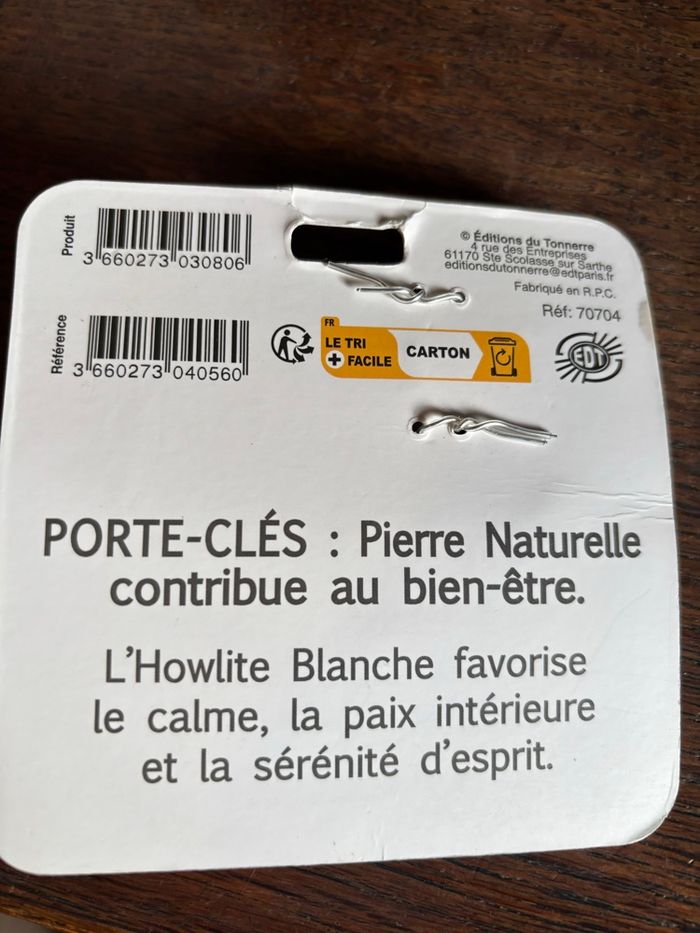 Produit
3 660273 030806
© Éditions du Tonnerre
4 rue des Entreprises
61170 Ste Scolasse sur Sarthe
editionsdutonnerre@edtparis.fr
Fabriqué en R.P.C.
Réf: 70704
Référence
3 660273 040560
FR
LE TRI
+ FACILE
CARTON
EDT
PORTE-CLÉS : Pierre Naturelle
contribue au bien-être.
L'Howlite Blanche favorise
le calme, la paix intérieure
et la sérénité d'esprit.